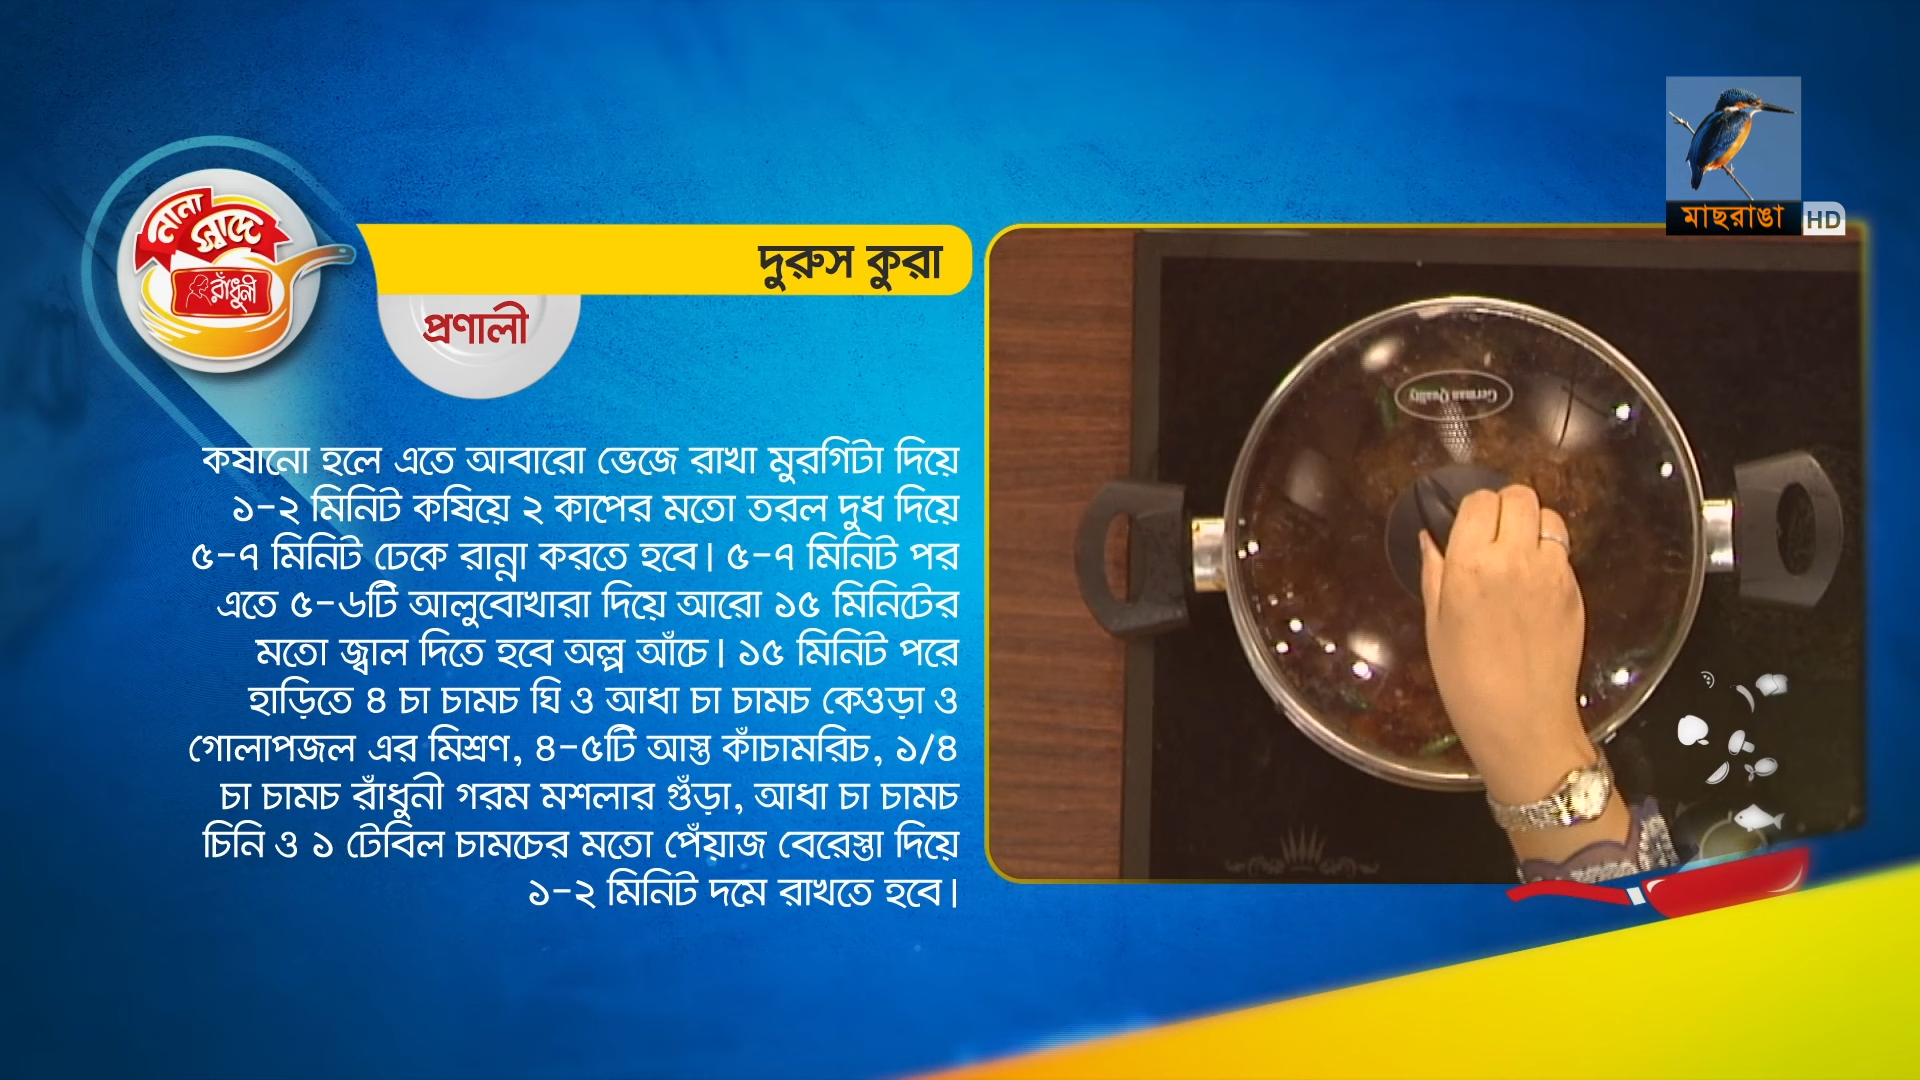 নানা
স্বাদে
রাঁধুনী
দুরুস কুরা
প্রণালী
কষানো হলে এতে আবারো ভেজে রাখা মুরগিটা দিয়ে
১-২ মিনিট কষিয়ে ২ কাপের মতো তরল দুধ দিয়ে
৫-৭ মিনিট ঢেকে রান্না করতে হবে। ৫-৭ মিনিট পর
এতে ৫-৬টি আলুবোখারা দিয়ে আরো ১৫ মিনিটের
মতো জ্বাল দিতে হবে অল্প আঁচে। ১৫ মিনিট পরে
হাড়িতে ৪ চা চামচ ঘি ও আধা চা চামচ কেওড়া ও
গোলাপজল এর মিশ্রণ, ৪-৫টি আস্ত কাঁচামরিচ, ১/৪
চা চামচ রাঁধুনী গরম মশলার গুঁড়া, আধা চা চামচ
চিনি ও ১ টেবিল চামচের মতো পেঁয়াজ বেরেস্তা দিয়ে
১-২ মিনিট দমে রাখতে হবে।
মাছরাঙা HD
German Quality